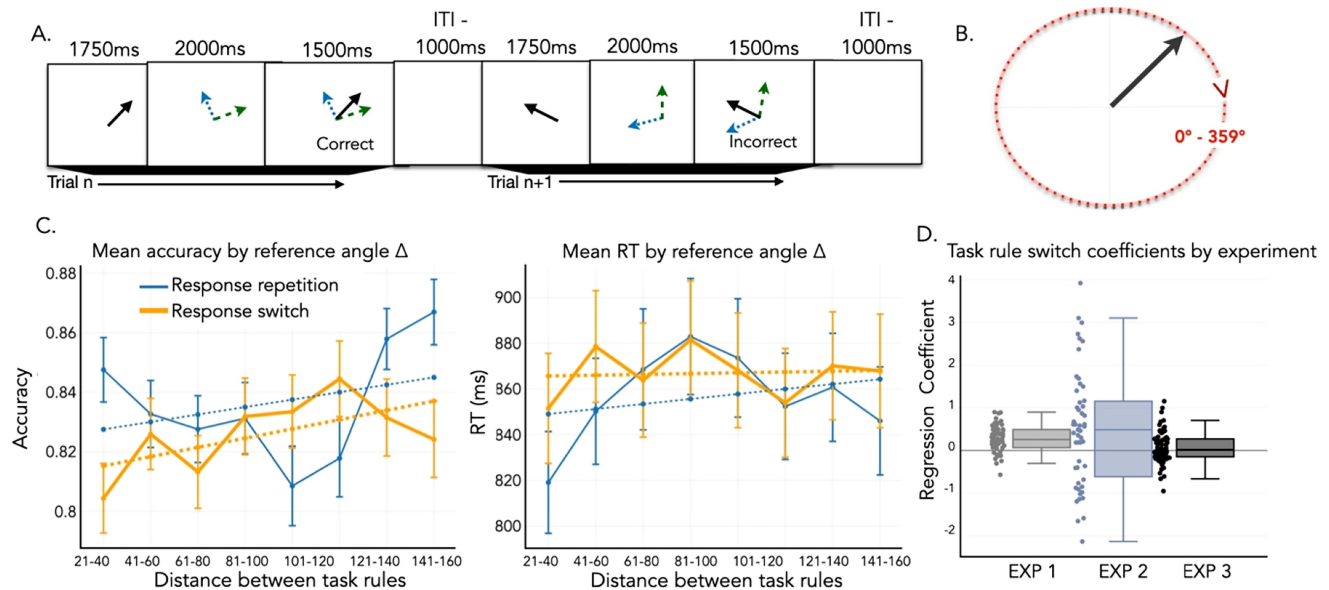 A.
ITI -
ITI -
1750ms
2000ms
1500ms
1000ms
1750ms
2000ms
1500ms
1000ms
Correct
Incorrect
Trial n
Trial n+1
B.
0° - 359°
C.
Mean accuracy by reference angle Δ
Response repetition
Response switch
Accuracy
0.88
0.86
0.84
0.82
0.8
21-40
41-60
61-80
81-100
101-120
121-140
141-160
Distance between task rules
Mean RT by reference angle Δ
RT (ms)
900
880
860
840
820
800
21-40
41-60
61-80
81-100
101-120
121-140
141-160
Distance between task rules
D.
Task rule switch coefficients by experiment
Regression Coefficient
4
3
2
1
0
-1
-2
EXP 1
EXP 2
EXP 3